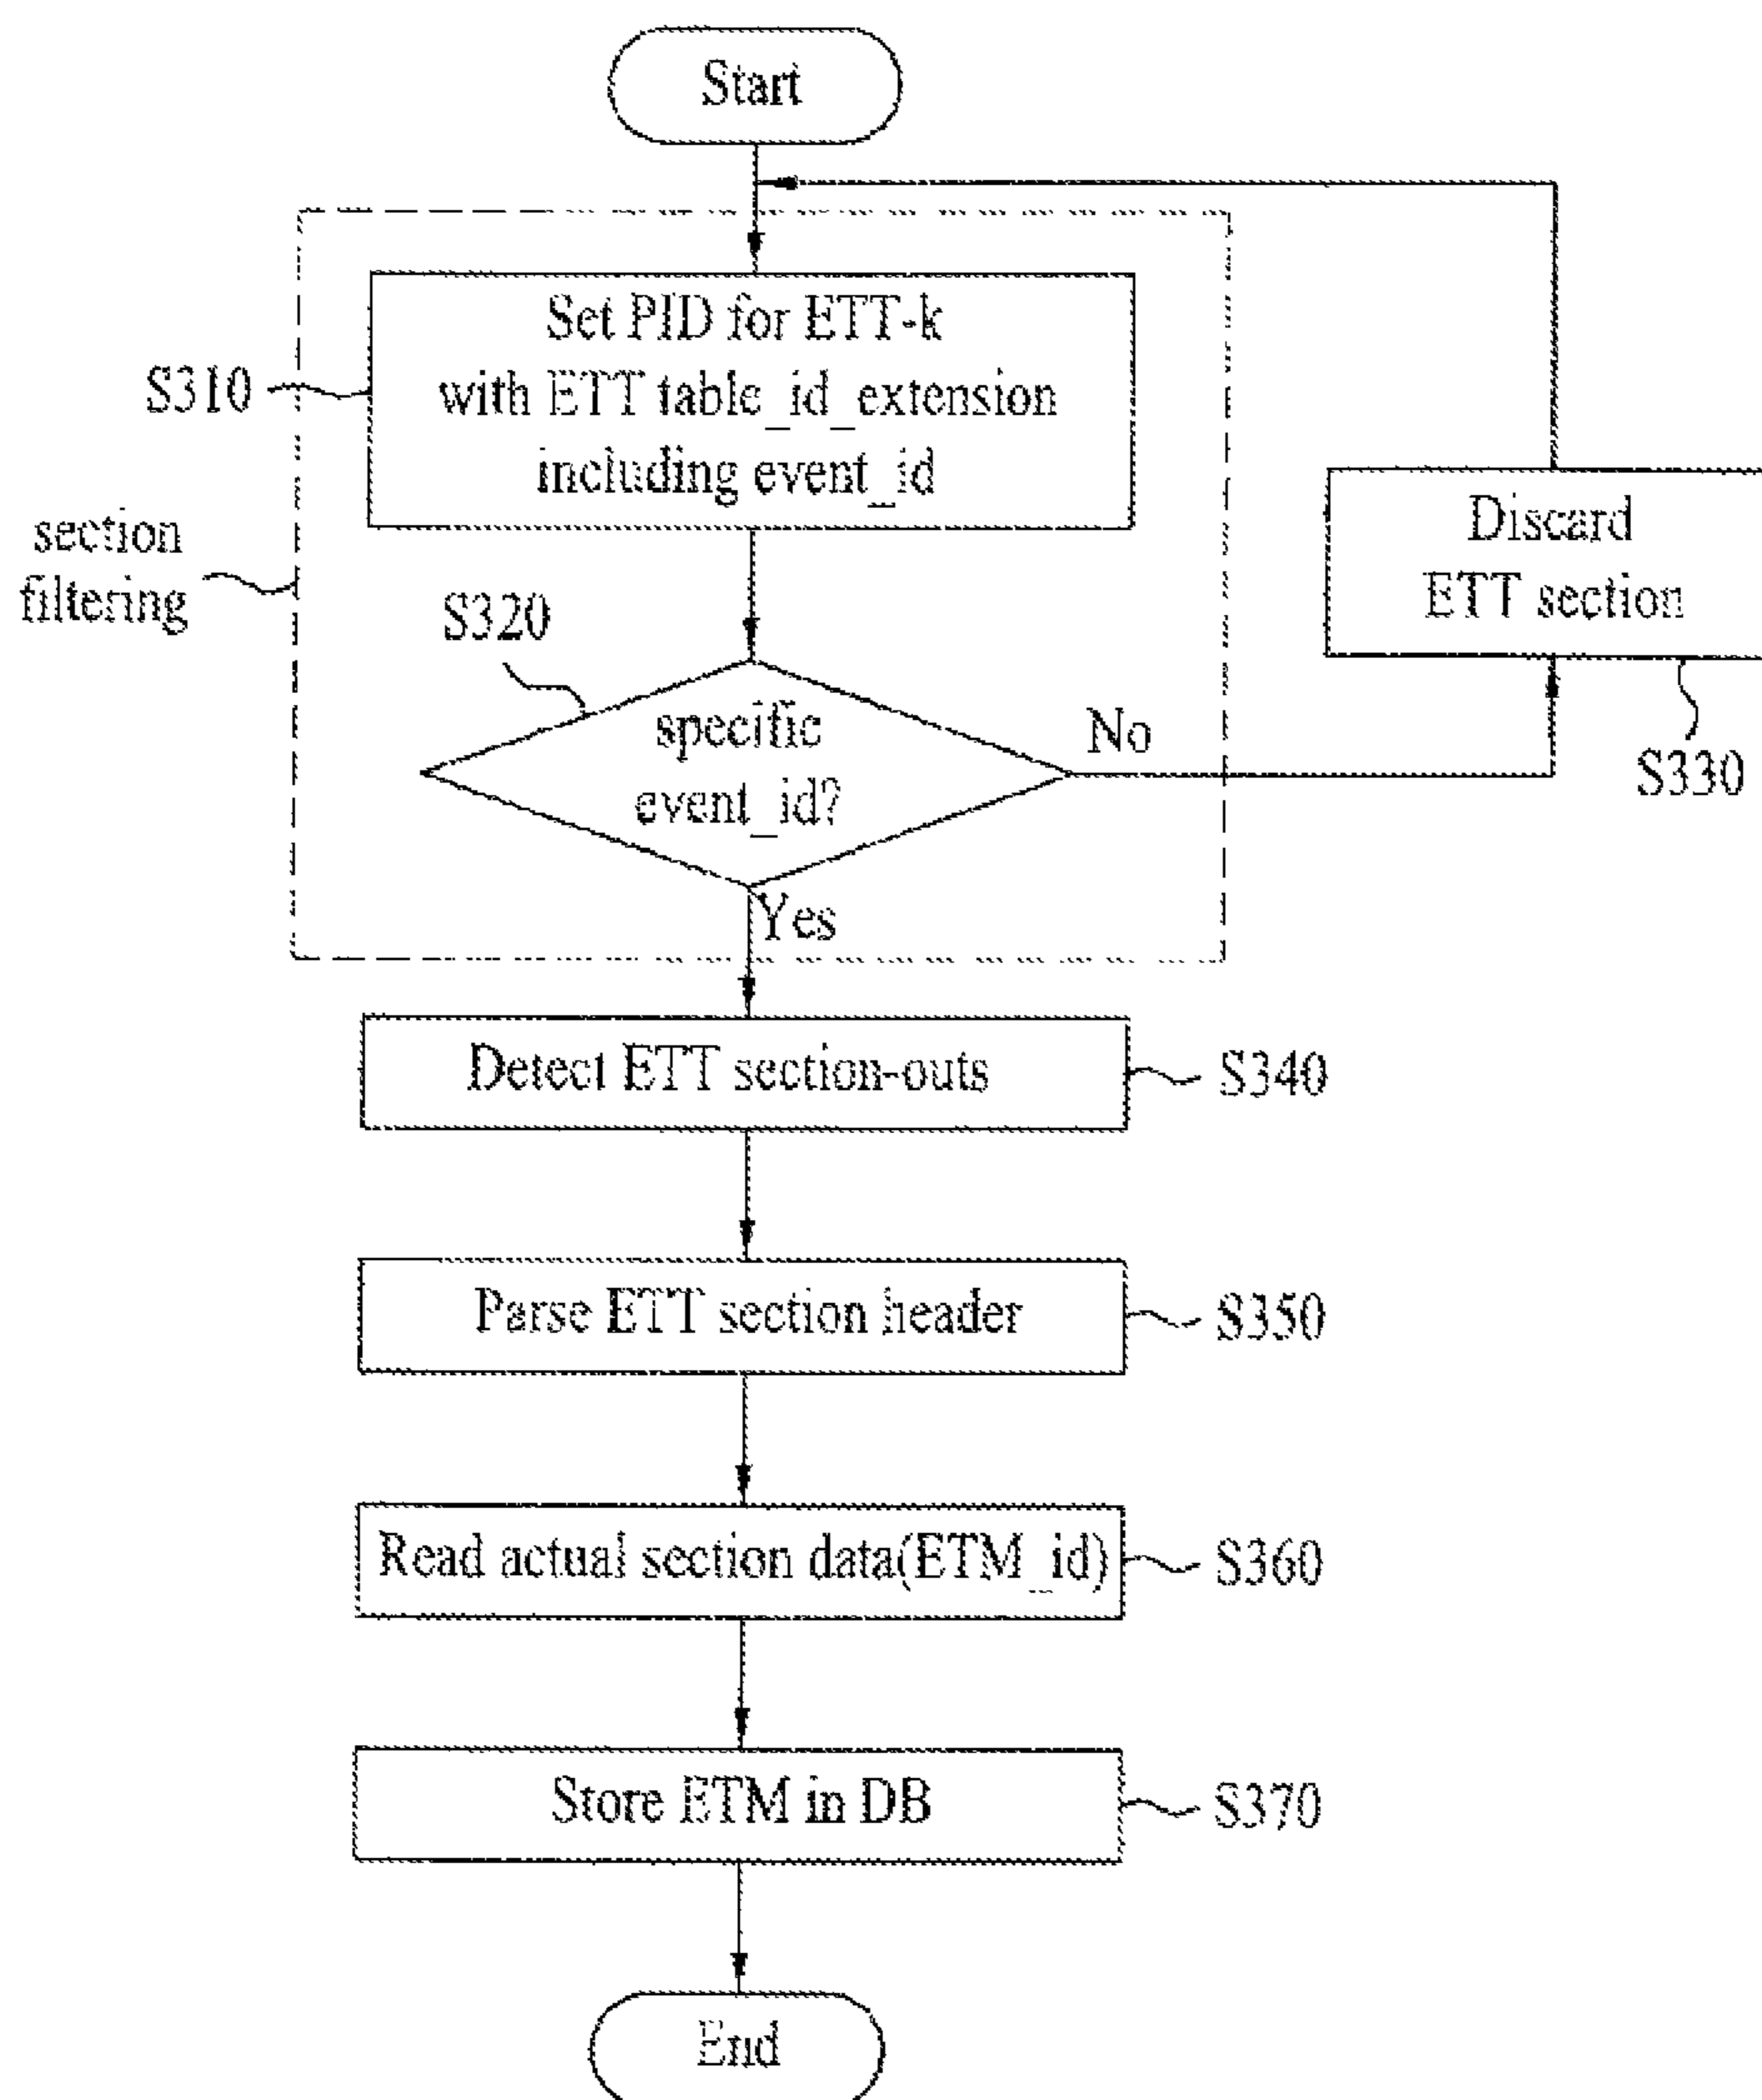 Start
Set PID for ETT-k
with ETT table_id_extension
including event_id
S310
section
filtering
Discard
ETT section
S330
S320
specific
event_id?
No
Yes
Detect ETT section-outs
S340
Parse ETT section header
S350
Read actual section data(ETM_id)
S360
Store ETM in DB
S370
End